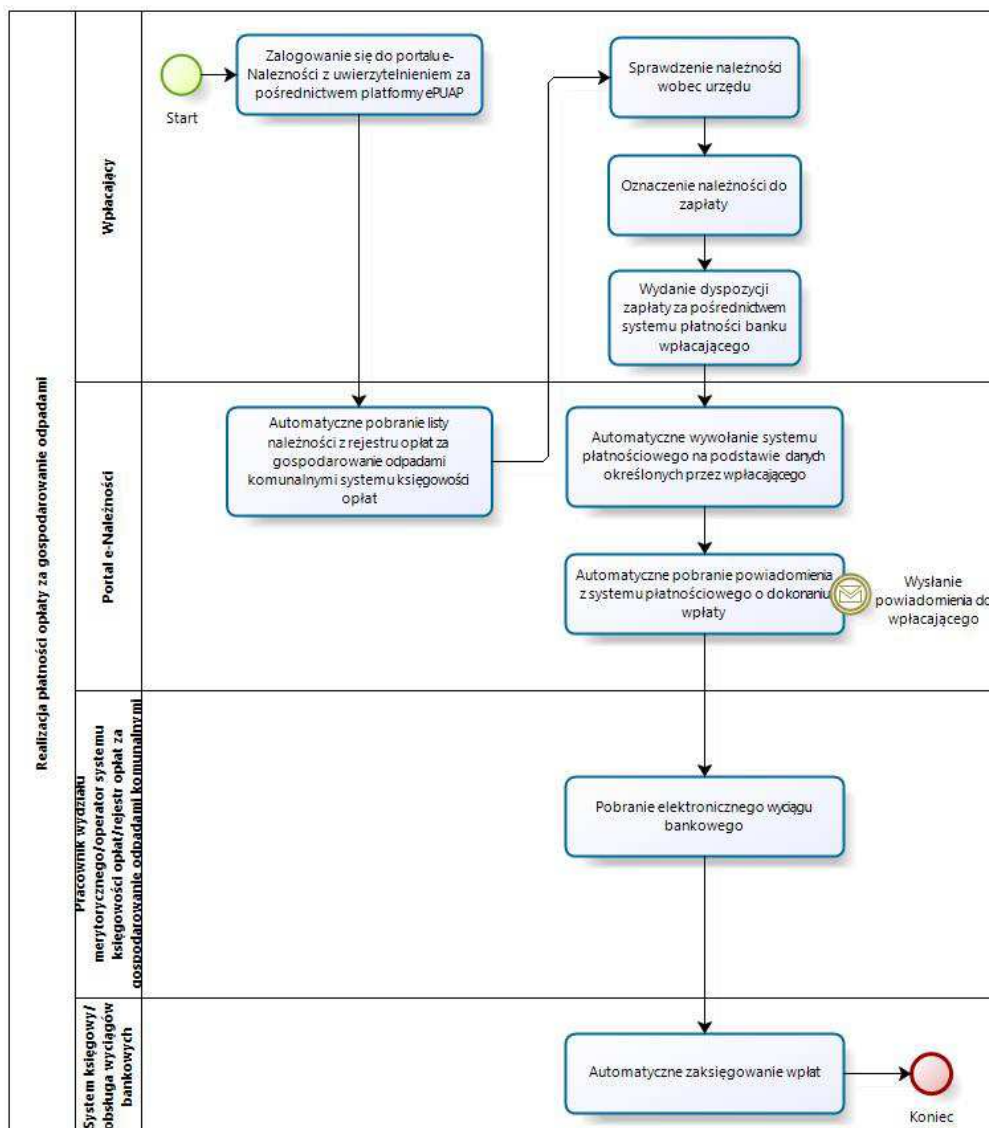 Realizacja płatności opłaty za gospodarowanie odpadami
Wpłacający
Start
Zalogowanie się do portalu e-
Nalezności z uwierzytelnieniem za
pośrednictwem platformy ePUAP
Sprawdzenie należności
wobec urzędu
Oznaczenie należności do
zapłaty
Wydanie dyspozycji
zapłaty za pośrednictwem
systemu płatności banku
wpłacającego
Portal e-Należności
Automatyczne pobranie listy
należności z rejestru opłat za
gospodarowanie odpadami
komunalnymi systemu księgowości
opłat
Automatyczne wywołanie systemu
płatnościowego na podstawie danych
określonych przez wpłacającego
Automatyczne pobranie powiadomienia
z systemu płatnościowego o dokonaniu
wpłaty
Wysłanie
powiadomienia do
wpłacającego
Pracownik wydziału
merytorycznego/operator systemu
księgowości opłat/rejestr opłat za
gospodarowanie odpadami komunalnymi
Pobranie elektronicznego wyciągu
bankowego
System księgowy/
obsługa wyciągów
bankowych
Automatyczne zaksięgowanie wpłat
Koniec